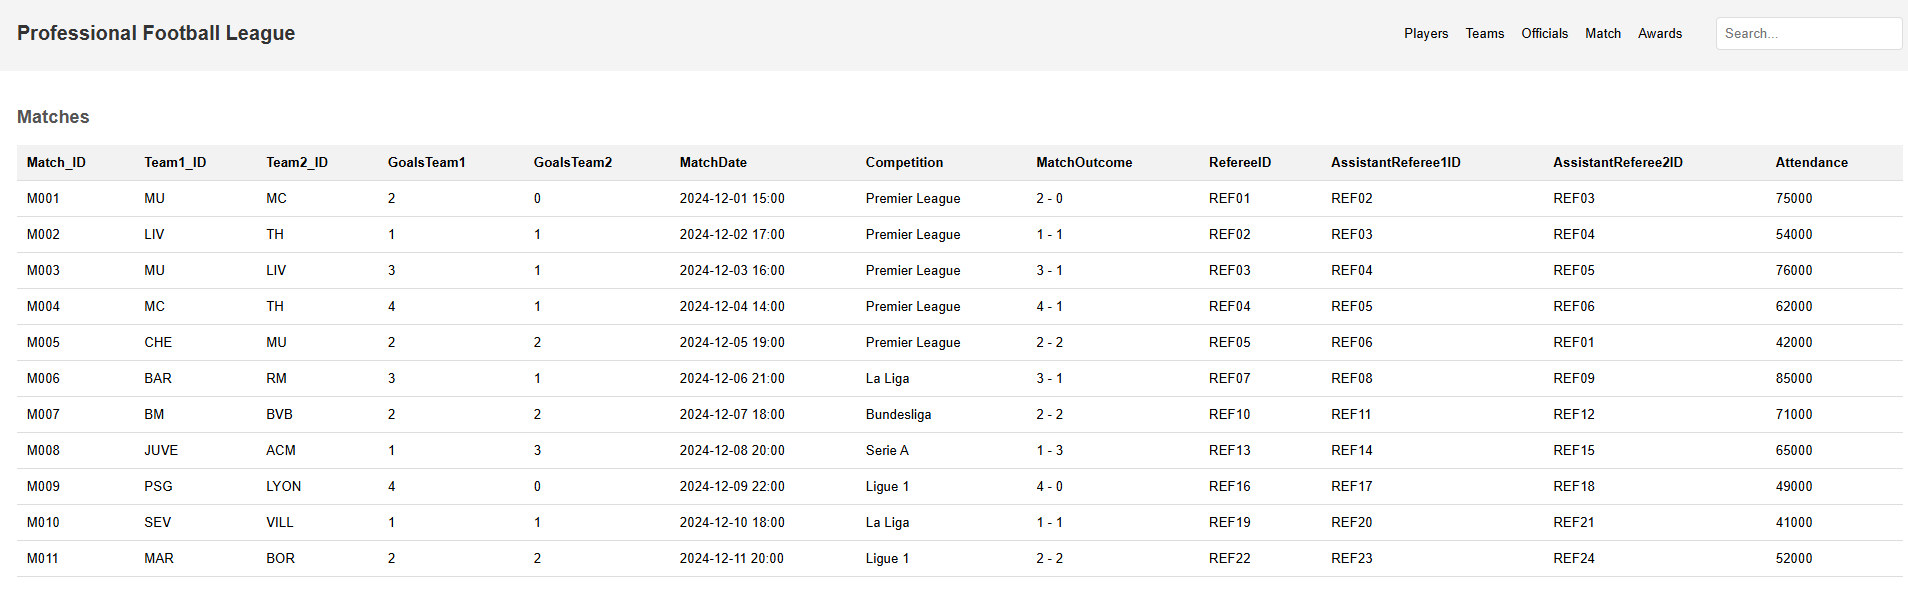 Professional Football League Players Teams Officials Match Awards Search...
Matches
Match_ID Team1_ID Team2_ID GoalsTeam1 GoalsTeam2 MatchDate Competition MatchOutcome RefereeID AssistantReferee1ID AssistantReferee2ID Attendance
M001 MU MC 2 0 2024-12-01 15:00 Premier League 2 - 0 REF01 REF02 REF03 75000
M002 LIV TH 1 1 2024-12-02 17:00 Premier League 1 - 1 REF02 REF03 REF04 54000
M003 MU LIV 3 1 2024-12-03 16:00 Premier League 3 - 1 REF03 REF04 REF05 76000
M004 MC TH 4 1 2024-12-04 14:00 Premier League 4 - 1 REF04 REF05 REF06 62000
M005 CHE MU 2 2 2024-12-05 19:00 Premier League 2 - 2 REF05 REF06 REF01 42000
M006 BAR RM 3 1 2024-12-06 21:00 La Liga 3 - 1 REF07 REF08 REF09 85000
M007 BM BVB 2 2 2024-12-07 18:00 Bundesliga 2 - 2 REF10 REF11 REF12 71000
M008 JUVE ACM 1 3 2024-12-08 20:00 Serie A 1 - 3 REF13 REF14 REF15 65000
M009 PSG LYON 4 0 2024-12-09 22:00 Ligue 1 4 - 0 REF16 REF17 REF18 49000
M010 SEV VILL 1 1 2024-12-10 18:00 La Liga 1 - 1 REF19 REF20 REF21 41000
M011 MAR BOR 2 2 2024-12-11 20:00 Ligue 1 2 - 2 REF22 REF23 REF24 52000